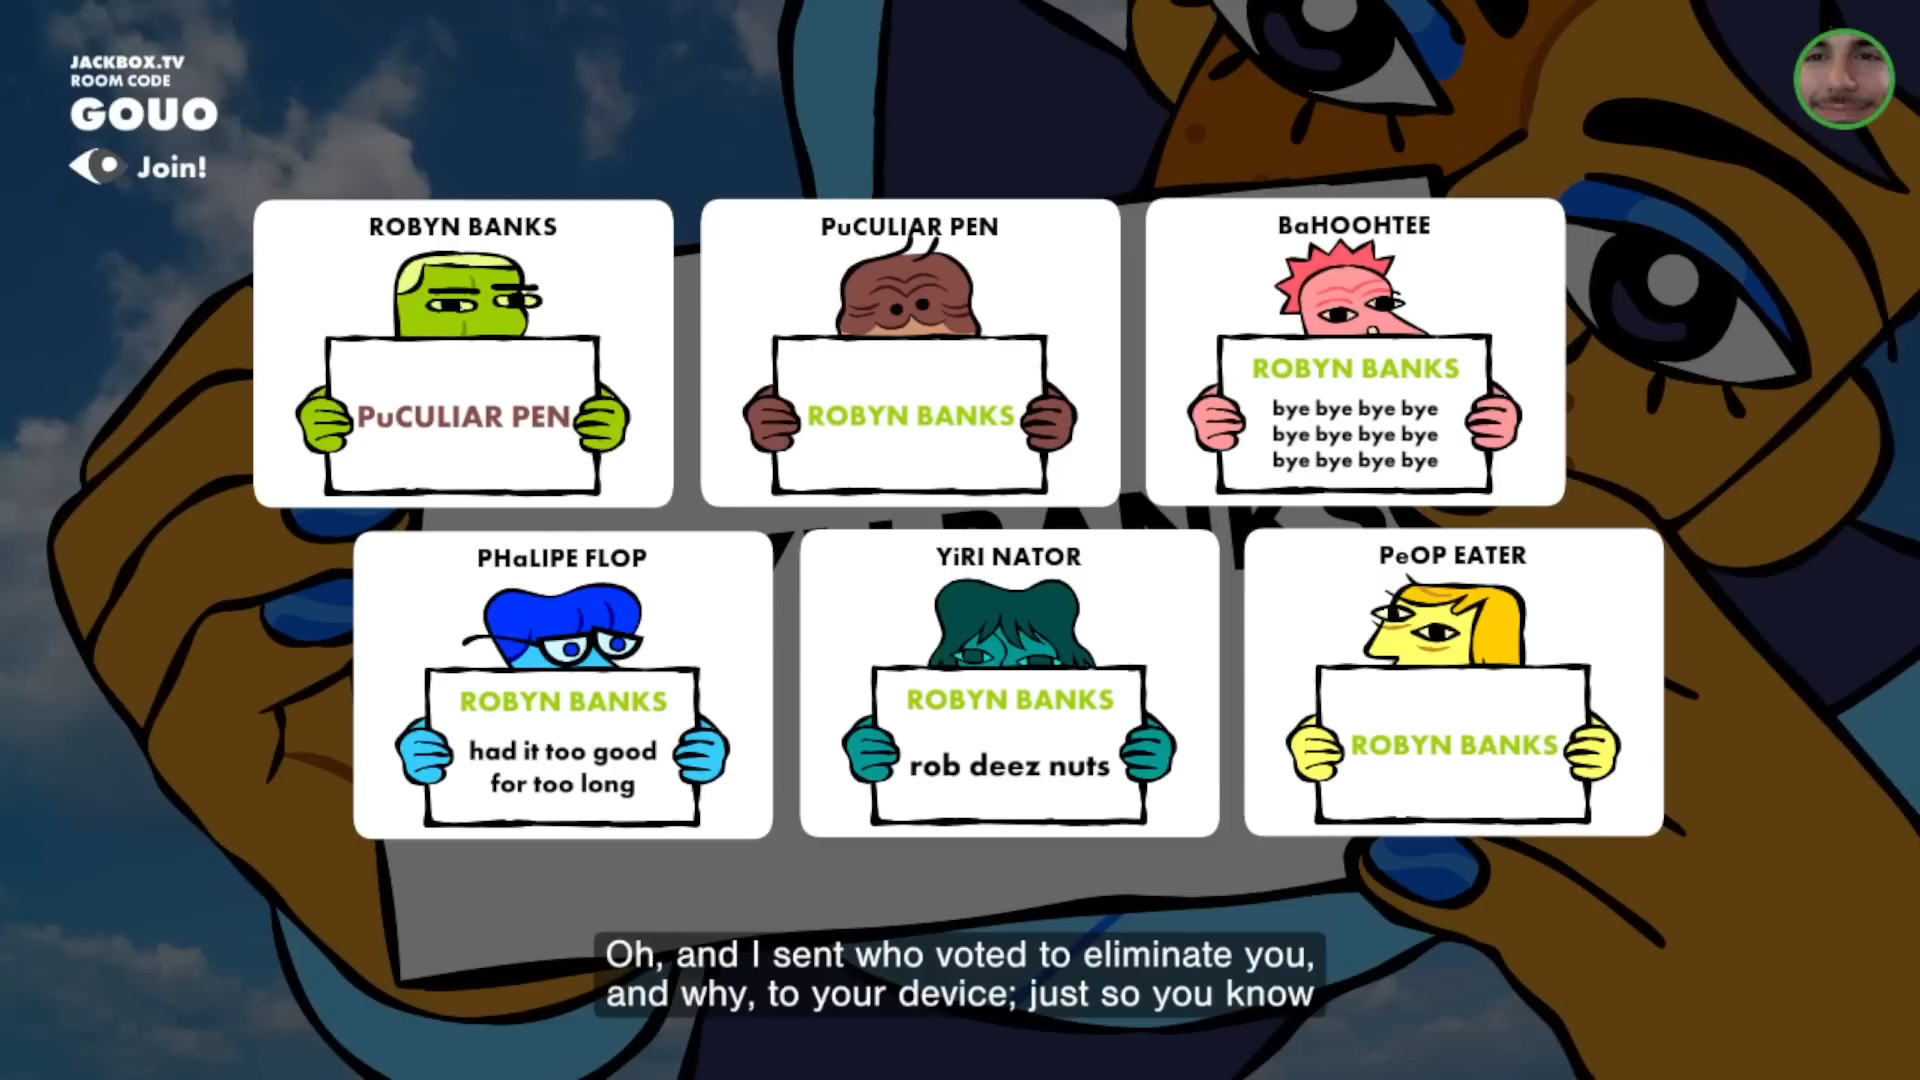 JACKBOX.TV
ROOM CODE
GOUO
Join!
ROBYN BANKS
PuCULIAR PEN
PuCULIAR PEN
ROBYN BANKS
BaHOOHTEE
ROBYN BANKS
bye bye bye bye
bye bye bye bye
bye bye bye bye
PHaLIPE FLOP
ROBYN BANKS
had it too good
for too long
YiRI NATOR
ROBYN BANKS
rob deez nuts
PeOP EATER
ROBYN BANKS
Oh, and I sent who voted to eliminate you,
and why, to your device; just so you know